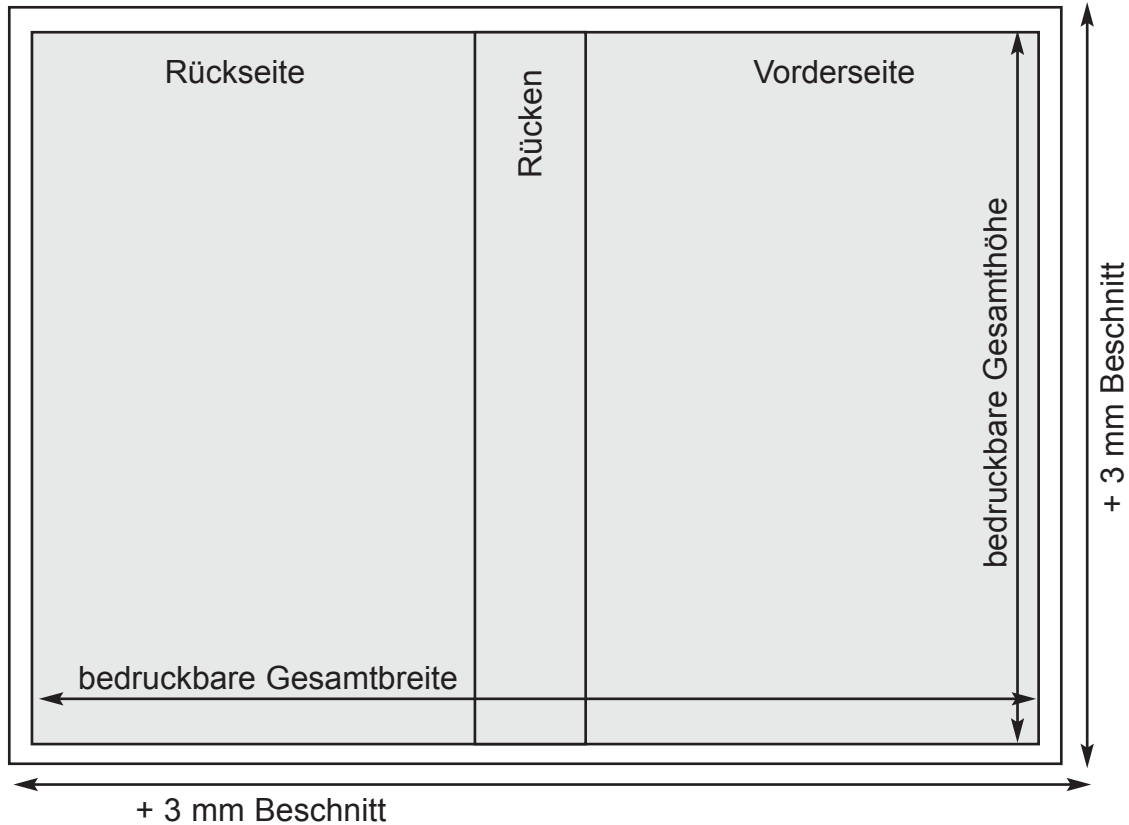 Rückseite
Rücken
Vorderseite
bedruckbare Gesamthöhe
+ 3 mm Beschnitt
bedruckbare Gesamtbreite
+ 3 mm Beschnitt